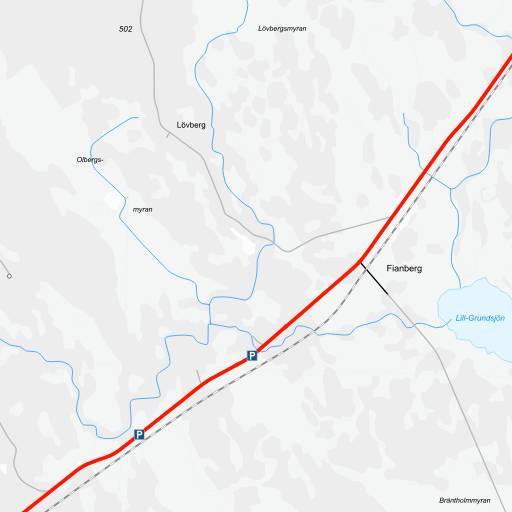 502
Lövbergsmyran
Lövberg
Olbergs-
myran
Fianberg
Lill-Grundsjön
P
P
Bräntholmmyran